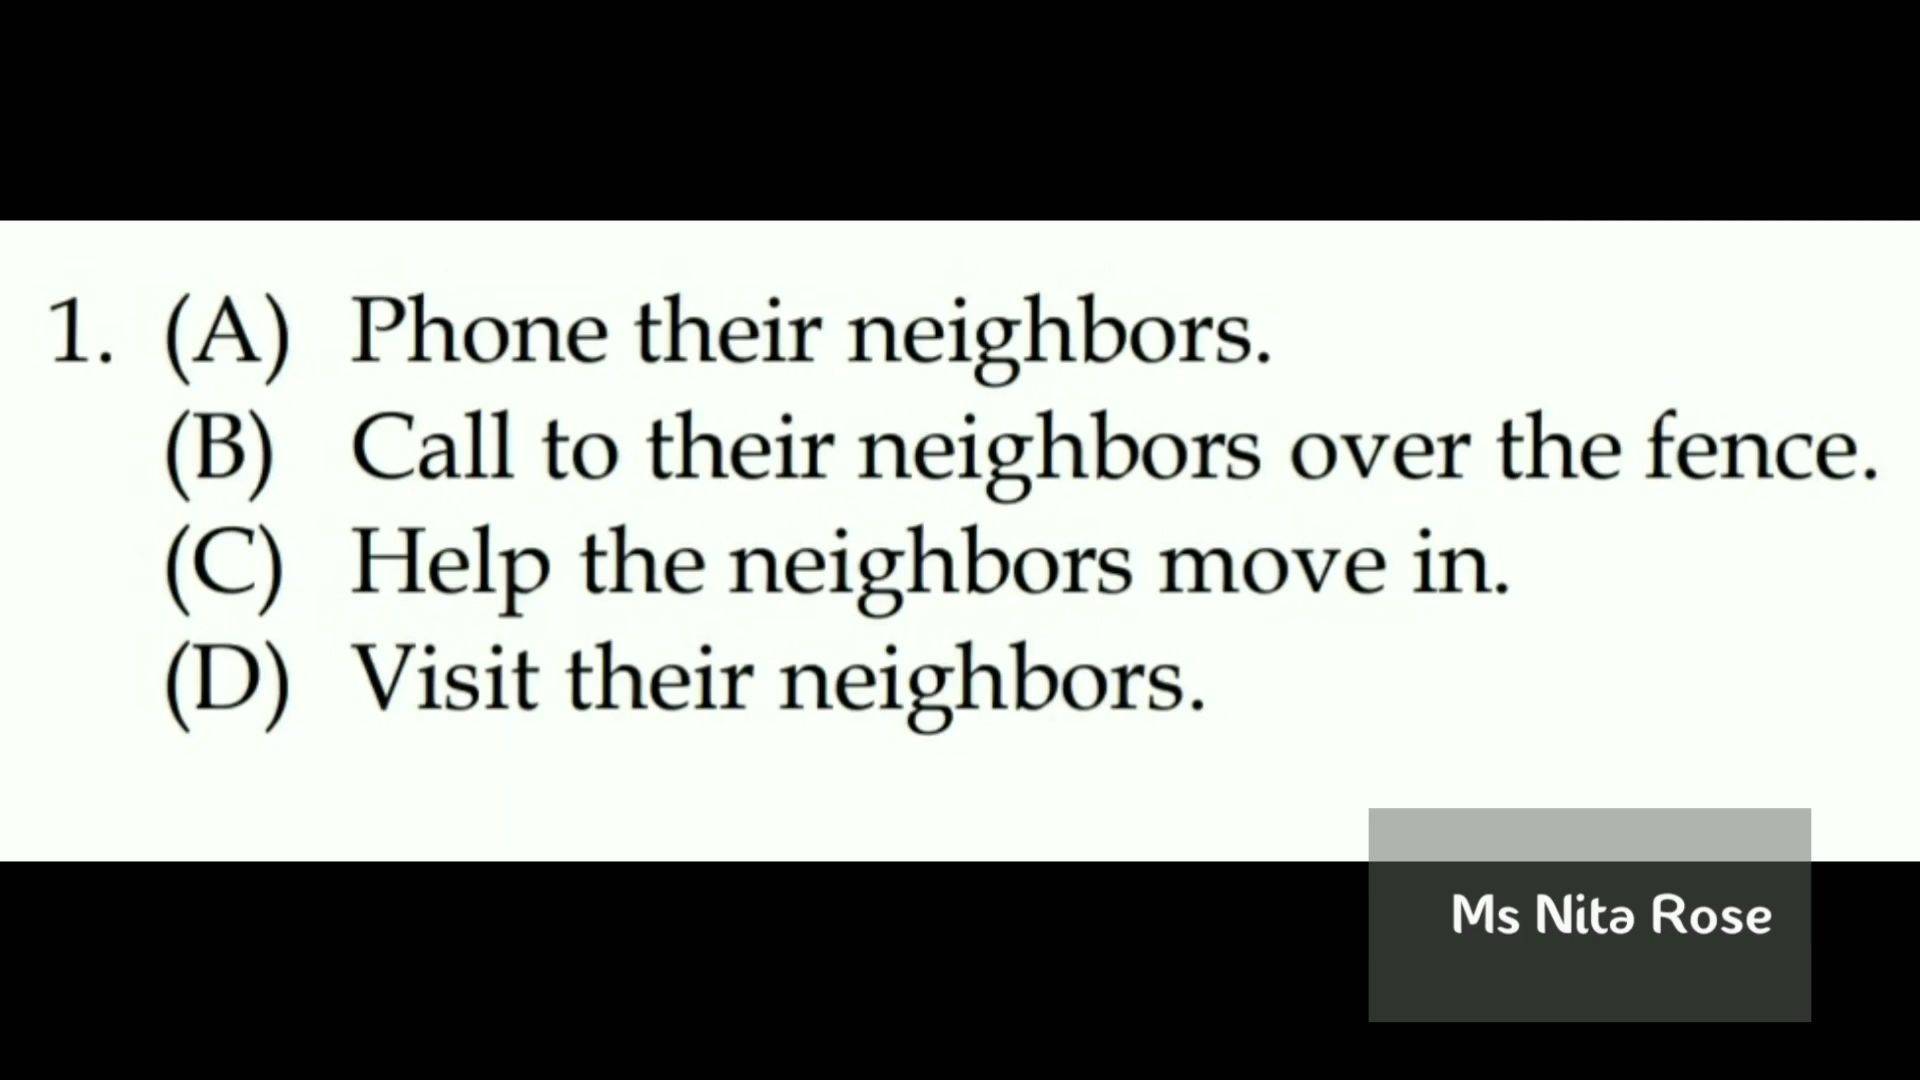 1. (A) Phone their neighbors.
(B) Call to their neighbors over the fence.
(C) Help the neighbors move in.
(D) Visit their neighbors.
Ms Nita Rose